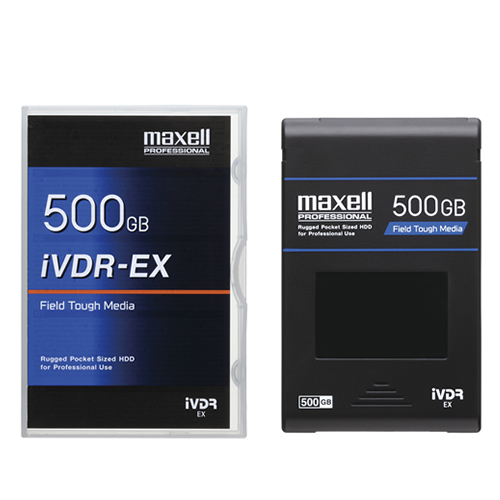 maxell
PROFESSIONAL
500GB
iVDR-EX
Field Tough Media
Rugged Pocket Sized HDD
for Professional Use
iVDR
EX
maxell
PROFESSIONAL
Rugged Pocket Sized HDD
for Professional Use
500GB
Field Tough Media
500GB
iVDR
EX